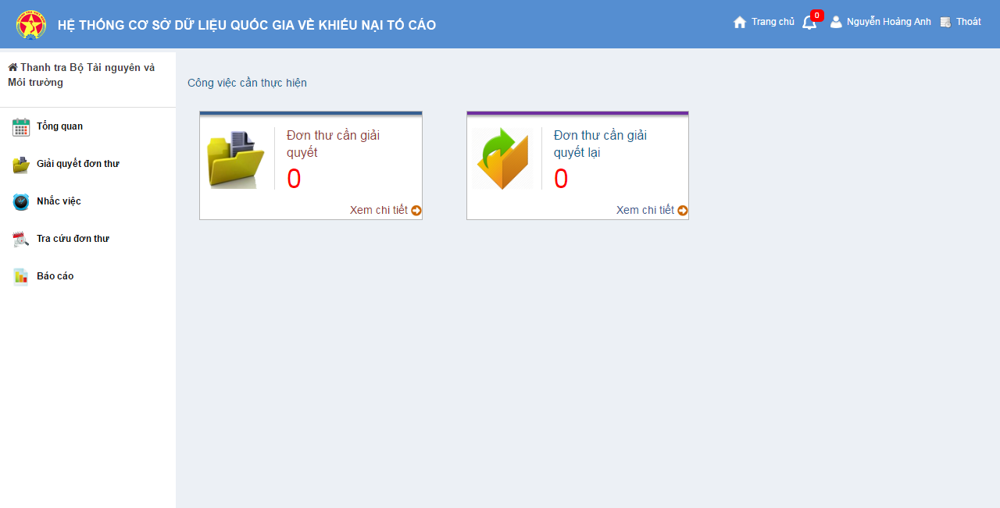 HỆ THỐNG CƠ SỞ DỮ LIỆU QUỐC GIA VỀ KHIẾU NẠI TỐ CÁO
Trang chủ
0
Nguyễn Hoàng Anh
Thoát
Thanh tra Bộ Tài nguyên và
Môi trường
Tổng quan
Giải quyết đơn thư
Nhắc việc
Tra cứu đơn thư
Báo cáo
Công việc cần thực hiện
Đơn thư cần giải
quyết
0
Xem chi tiết
Đơn thư cần giải
quyết lại
0
Xem chi tiết